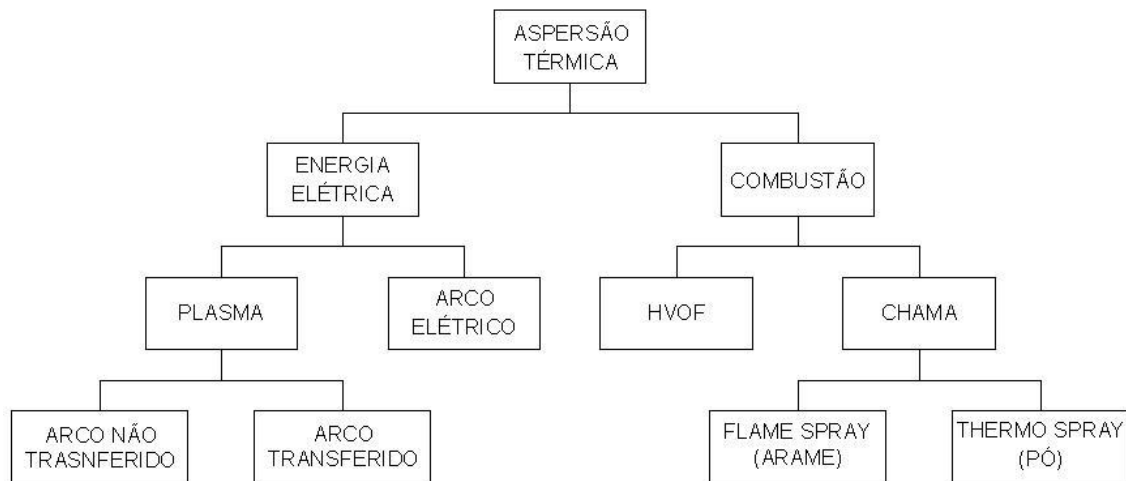 ASPERSÃO
TÉRMICA
ENERGIA
ELÉTRICA
COMBUSTÃO
PLASMA
ARCO
ELÉTRICO
HVOF
CHAMA
ARCO NÃO
TRASNFERIDO
ARCO
TRANSFERIDO
FLAME SPRAY
(ARAME)
THERMO SPRAY
(PÓ)